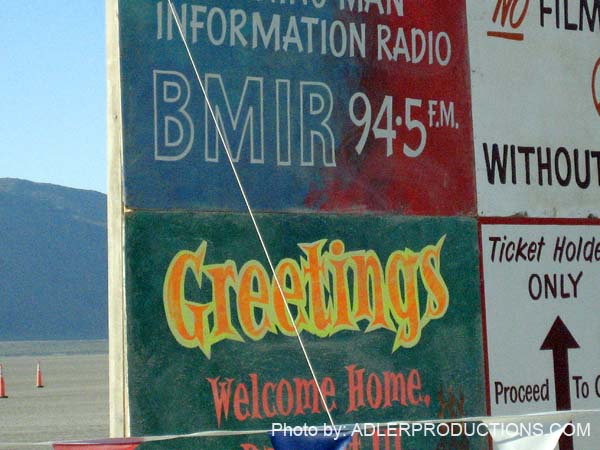 MAN
INFORMATION RADIO
BMIR 94.5 F.M.
NO FILM
WITHOUT
Greetings
Welcome Home,
Ticket Holde
ONLY
Proceed To
Photo by: ADLERPRODUCTIONS.COM